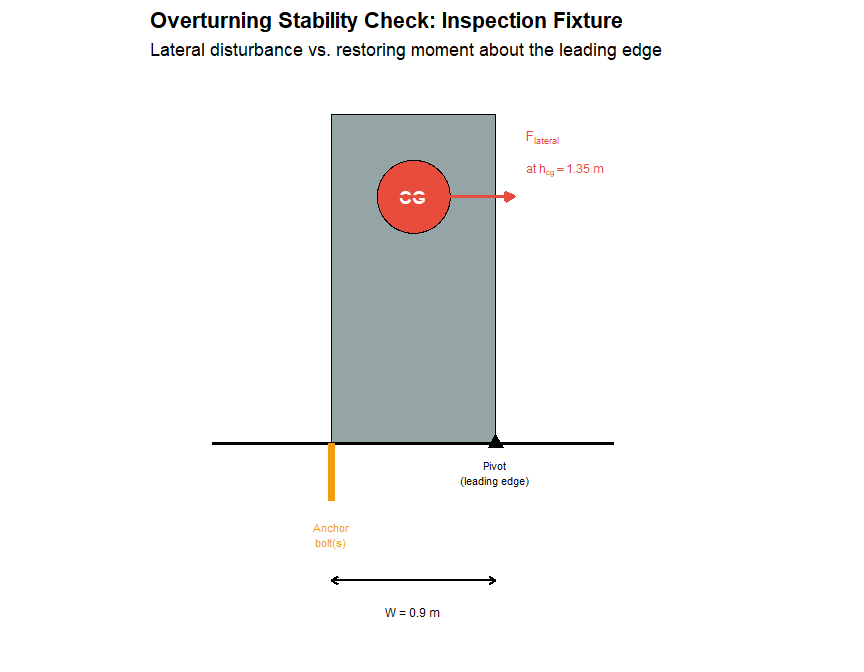 Overturning Stability Check: Inspection Fixture
Lateral disturbance vs. restoring moment about the leading edge
F_lateral
at h_cg = 1.35 m
CG
Pivot
(leading edge)
Anchor
bolt(s)
W = 0.9 m